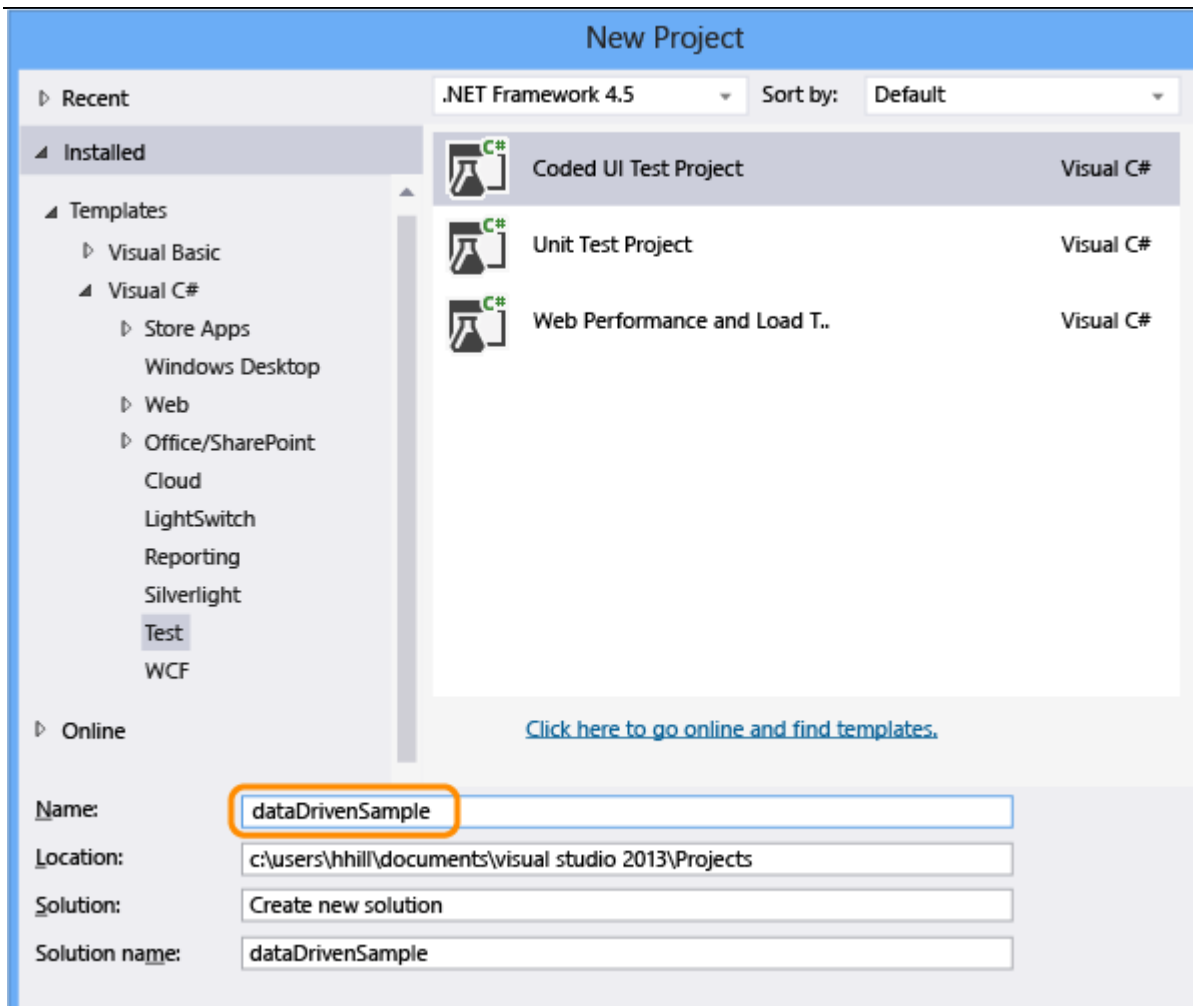 New Project
Recent
.NET Framework 4.5
Sort by:
Default
Installed
Templates
Visual Basic
Visual C#
Store Apps
Windows Desktop
Web
Office/SharePoint
Cloud
LightSwitch
Reporting
Silverlight
Test
WCF
Online
C#
Coded UI Test Project
Visual C#
C#
Unit Test Project
Visual C#
C#
Web Performance and Load T..
Visual C#
Click here to go online and find templates.
Name:
dataDrivenSample
Location:
c:\users\hhill\documents\visual studio 2013\Projects
Solution:
Create new solution
Solution name:
dataDrivenSample